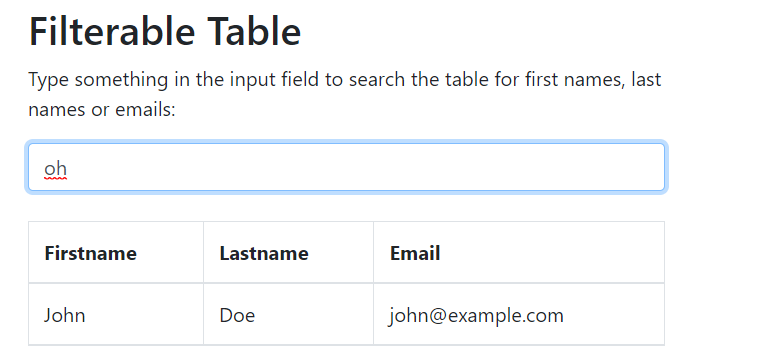 Filterable Table
Type something in the input field to search the table for first names, last
names or emails:
oh
Firstname Lastname Email
John Doe john@example.com